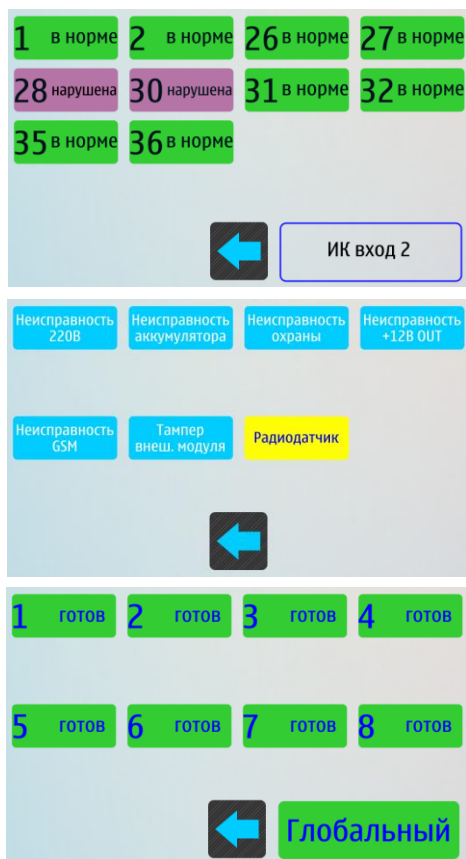 1 в норме 2 в норме 26 в норме 27 в норме
28 нарушена 30 нарушена 31 в норме 32 в норме
35 в норме 36 в норме
ИК вход 2
Неисправность 220В
Неисправность аккумулятора
Неисправность охраны
Неисправность +12В OUT
Неисправность GSM
Тампер внеш. модуля
Радиодатчик
1 готов 2 готов 3 готов 4 готов
5 готов 6 готов 7 готов 8 готов
Глобальный